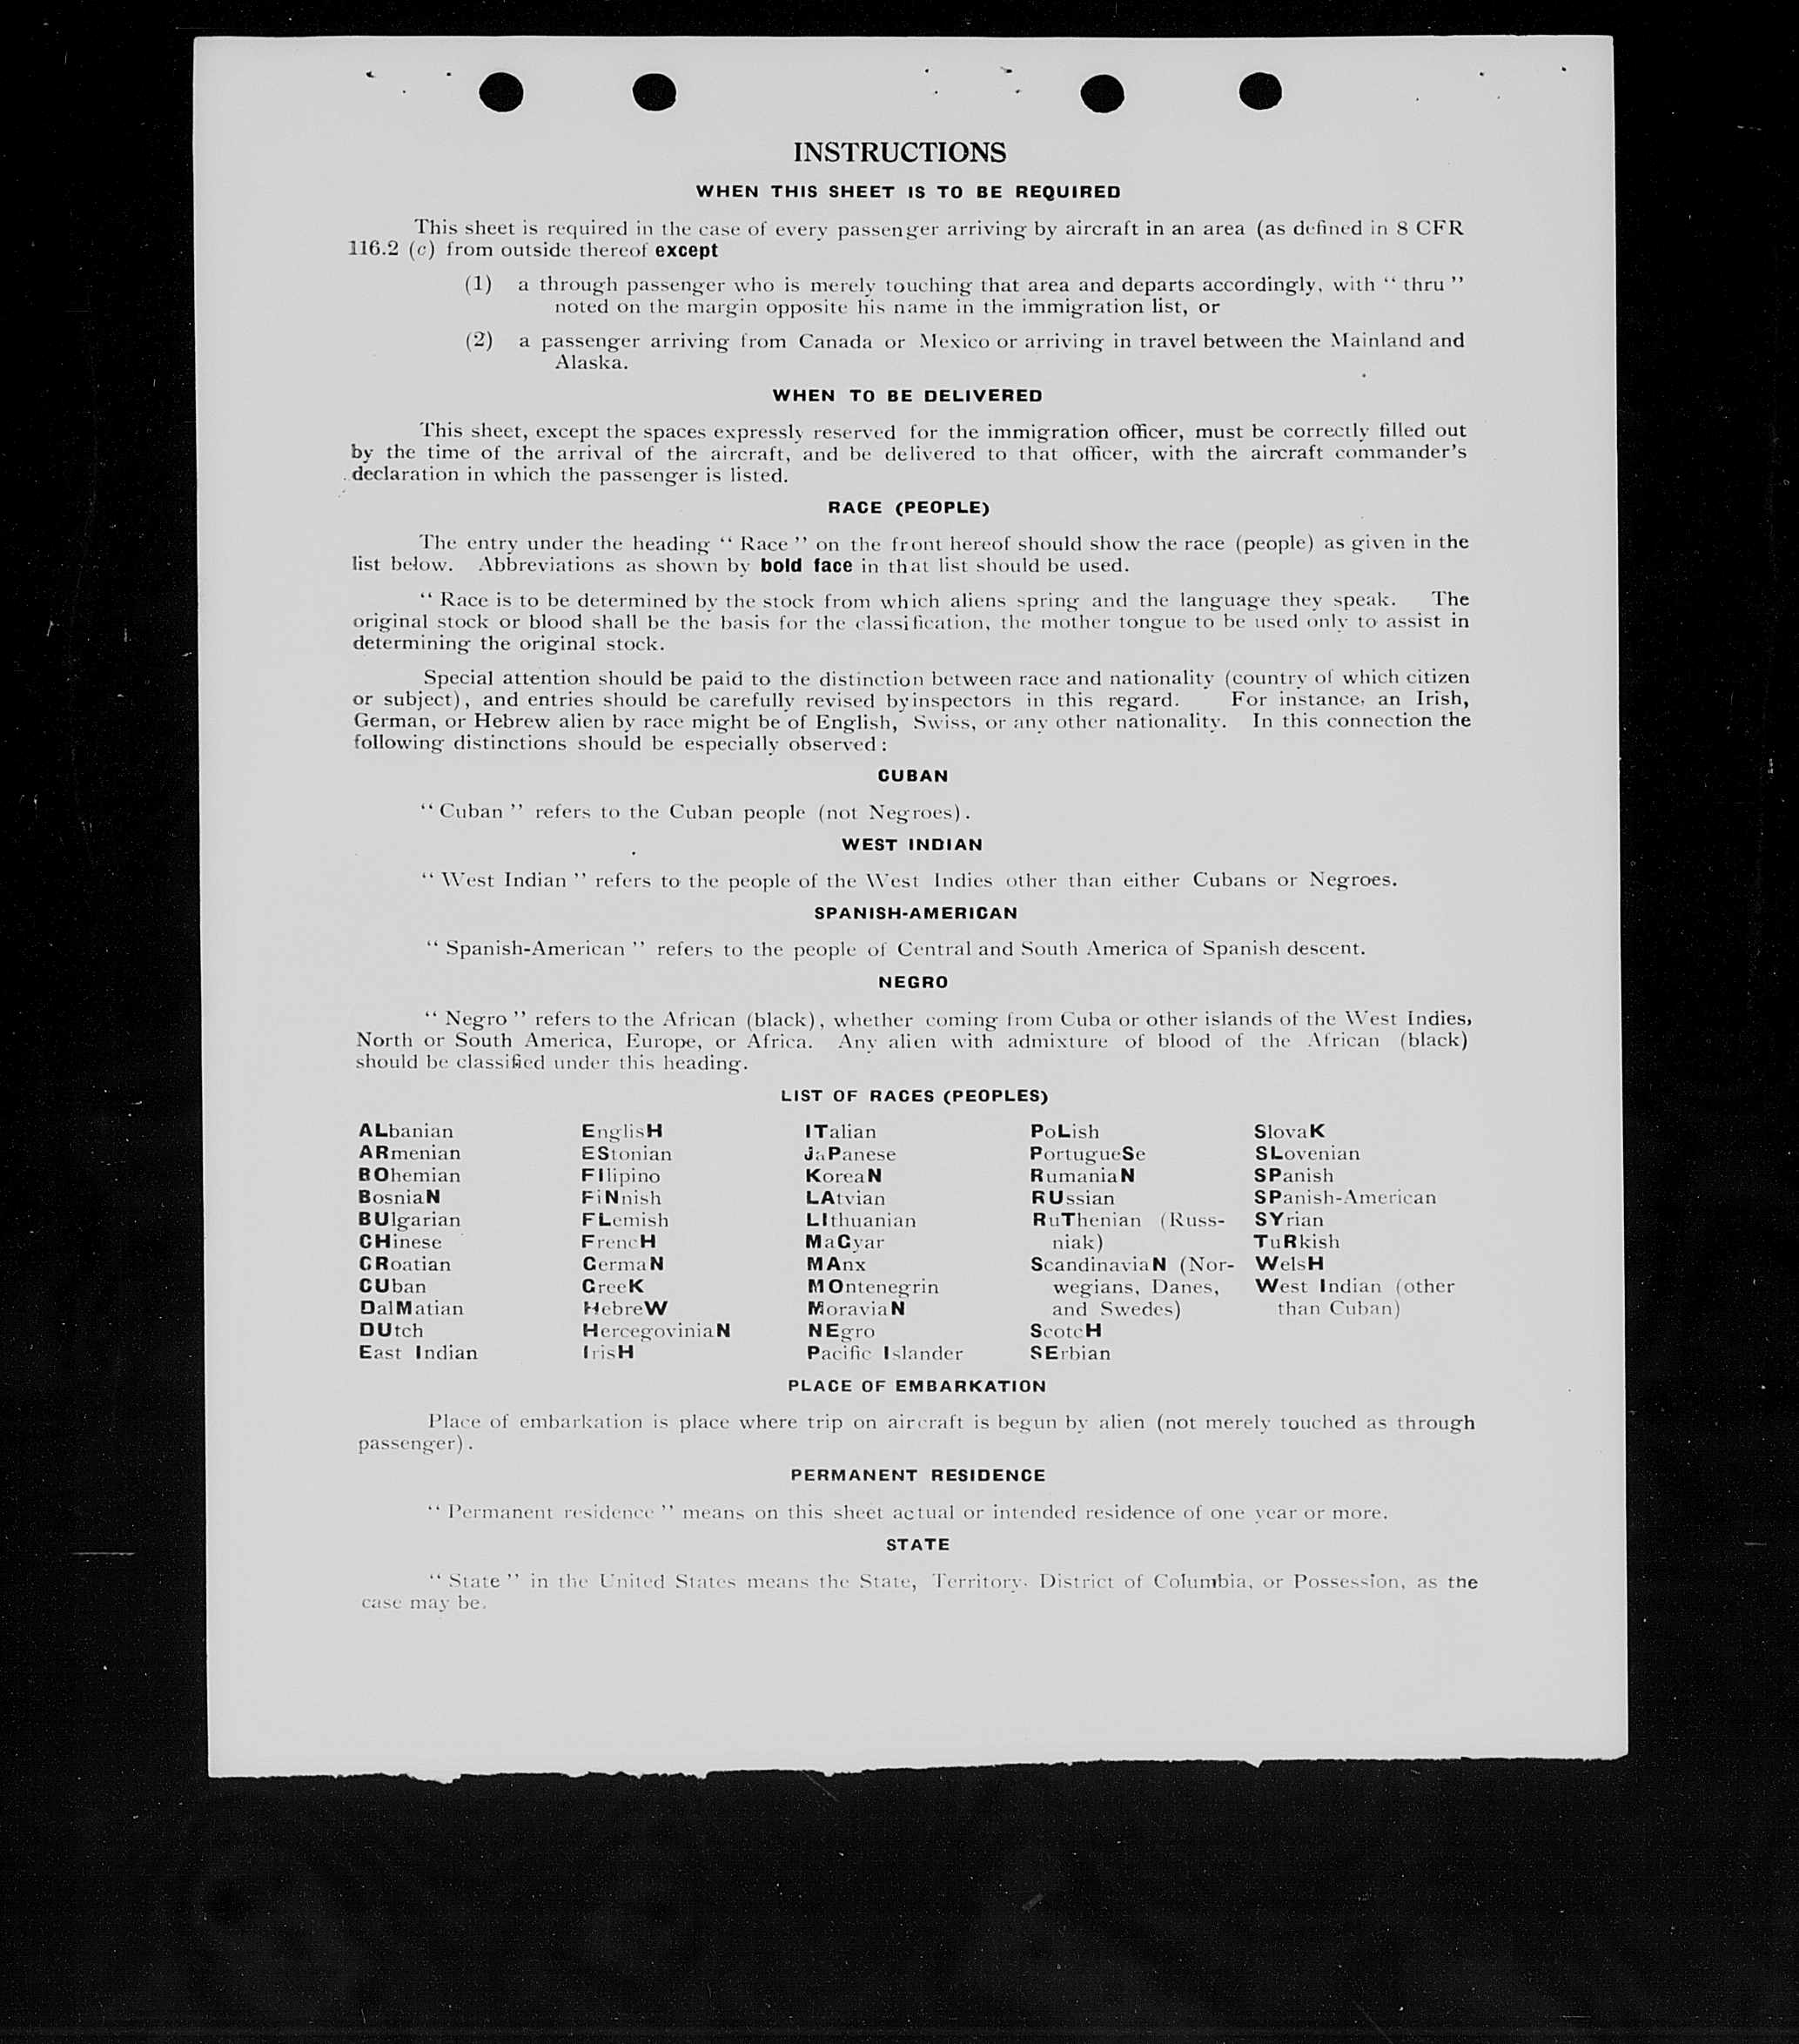 INSTRUCTIONS
WHEN THIS SHEET IS TO BE REQUIRED
This sheet is required in the case of every passenger arriving by aircraft in an area (as defined in 8 CFR
116.2 (c) from outside thereof except
(1) a through passenger who is merely touching that area and departs accordingly, with “ thru ”
noted on the margin opposite his name in the immigration list, or
(2) a passenger arriving from Canada or Mexico or arriving in travel between the Mainland and
Alaska.
WHEN TO BE DELIVERED
This sheet, except the spaces expressly reserved for the immigration officer, must be correctly filled out
by the time of the arrival of the aircraft, and be delivered to that officer, with the aircraft commander’s
declaration in which the passenger is listed.
RACE (PEOPLE)
The entry under the heading “ Race ” on the front hereof should show the race (people) as given in the
list below. Abbreviations as shown by bold face in that list should be used.
“ Race is to be determined by the stock from which aliens spring and the language they speak. The
original stock or blood shall be the basis for the classification, the mother tongue to be used only to assist in
determining the original stock.
Special attention should be paid to the distinction between race and nationality (country of which citizen
or subject), and entries should be carefully revised byinspectors in this regard. For instance, an Irish,
German, or Hebrew alien by race might be of English, Swiss, or any other nationality. In this connection the
following distinctions should be especially observed :
CUBAN
“ Cuban ” refers to the Cuban people (not Negroes).
WEST INDIAN
“ West Indian ” refers to the people of the West Indies other than either Cubans or Negroes.
SPANISH-AMERICAN
“ Spanish-American ” refers to the people of Central and South America of Spanish descent.
NEGRO
“ Negro ” refers to the African (black), whether coming from Cuba or other islands of the West Indies,
North or South America, Europe, or Africa. Any alien with admixture of blood of the African (black)
should be classified under this heading.
LIST OF RACES (PEOPLES)
ALbanian
ARmenian
BOhemian
BosniaN
BUlgarian
CHinese
CRoatian
CUban
DalMatian
DUtch
East Indian
EnglisH
EStonian
FIlipino
FiNnish
FLemish
FrencH
GermaN
GreeK
HebreW
HercegoviniaN
IrisH
ITalian
JaPanese
KoreaN
LAtvian
LIthuanian
MaGyar
MAnx
MOntenegrin
MoraviaN
NEgro
Pacific Islander
PoLish
PortugueSe
RumaniaN
RUssian
RuThenian (Russ-
niak)
ScandinaviaN (Nor-
wegians, Danes,
and Swedes)
ScotcH
SErbian
SlovaK
SLovenian
SPanish
SPanish-American
SYrian
TuRkish
WelsH
West Indian (other
than Cuban)
PLACE OF EMBARKATION
Place of embarkation is place where trip on aircraft is begun by alien (not merely touched as through
passenger).
PERMANENT RESIDENCE
“ Permanent residence ” means on this sheet actual or intended residence of one year or more.
STATE
“ State ” in the United States means the State, Territory, District of Columbia, or Possession, as the
case may be.